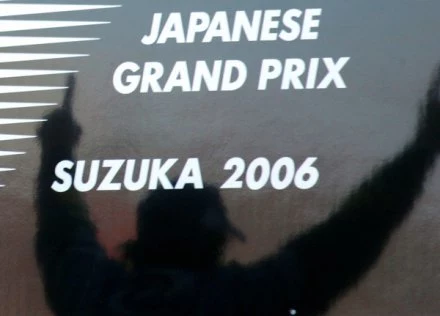 JAPANESE
GRAND PRIX
SUZUKA 2006